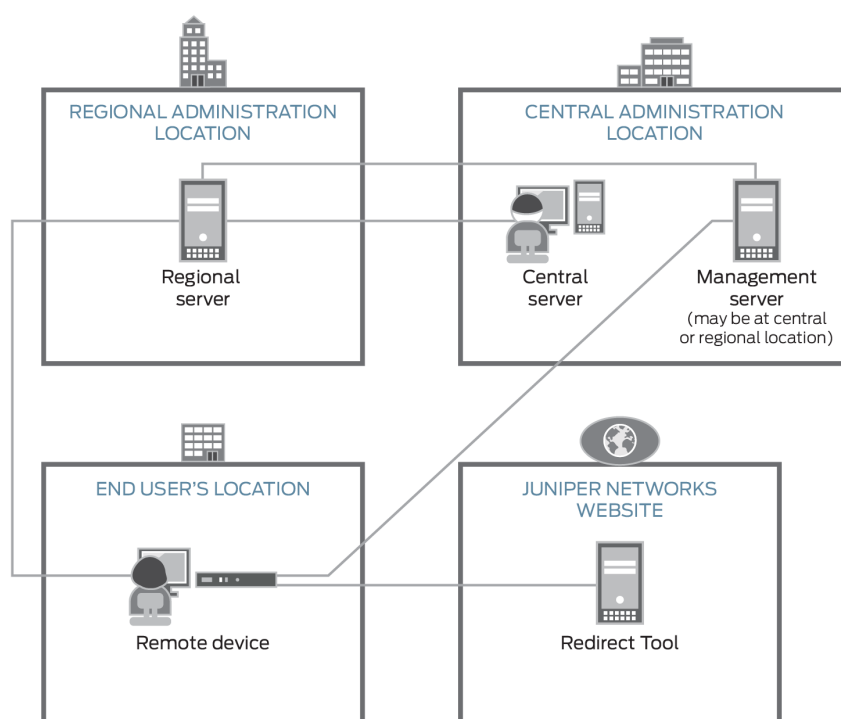 REGIONAL ADMINISTRATION
LOCATION
CENTRAL ADMINISTRATION
LOCATION
Regional
server
Central
server
Management
server
(may be at central
or regional location)
END USER’S LOCATION
JUNIPER NETWORKS
WEBSITE
Remote device
Redirect Tool